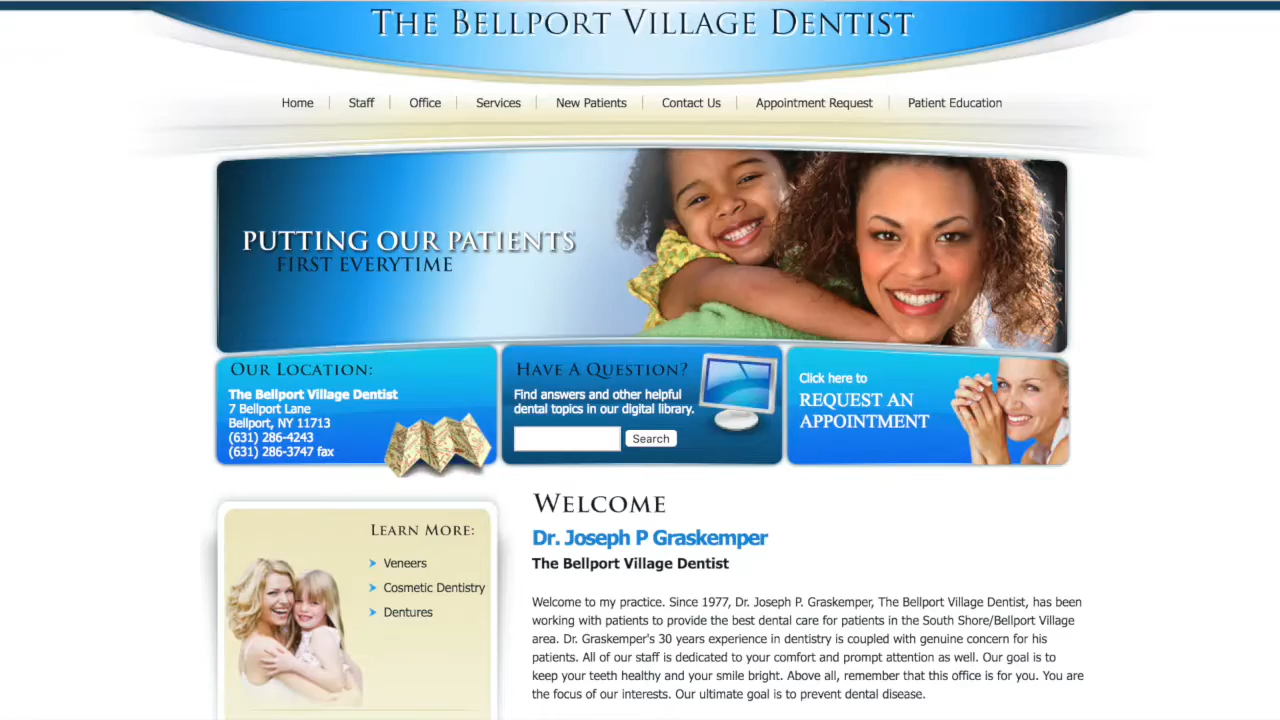 THE BELLPORT VILLAGE DENTIST
Home Staff Office Services New Patients Contact Us Appointment Request Patient Education
PUTTING OUR PATIENTS
FIRST EVERYTIME
OUR LOCATION:
The Bellport Village Dentist
7 Bellport Lane
Bellport, NY 11713
(631) 286-4243
(631) 286-3747 fax
HAVE A QUESTION?
Find answers and other helpful
dental topics in our digital library.
Search
Click here to
REQUEST AN
APPOINTMENT
LEARN MORE:
Veneers
Cosmetic Dentistry
Dentures
WELCOME
Dr. Joseph P Graskemper
The Bellport Village Dentist
Welcome to my practice. Since 1977, Dr. Joseph P. Graskemper, The Bellport Village Dentist, has been
working with patients to provide the best dental care for patients in the South Shore/Bellport Village
area. Dr. Graskemper's 30 years experience in dentistry is coupled with genuine concern for his
patients. All of our staff is dedicated to your comfort and prompt attention as well. Our goal is to
keep your teeth healthy and your smile bright. Above all, remember that this office is for you. You are
the focus of our interests. Our ultimate goal is to prevent dental disease.